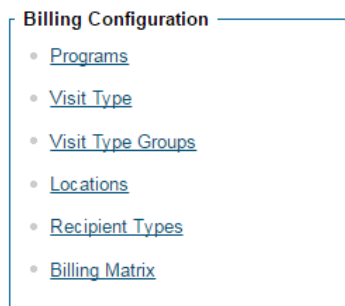 Billing Configuration
Programs
Visit Type
Visit Type Groups
Locations
Recipient Types
Billing Matrix